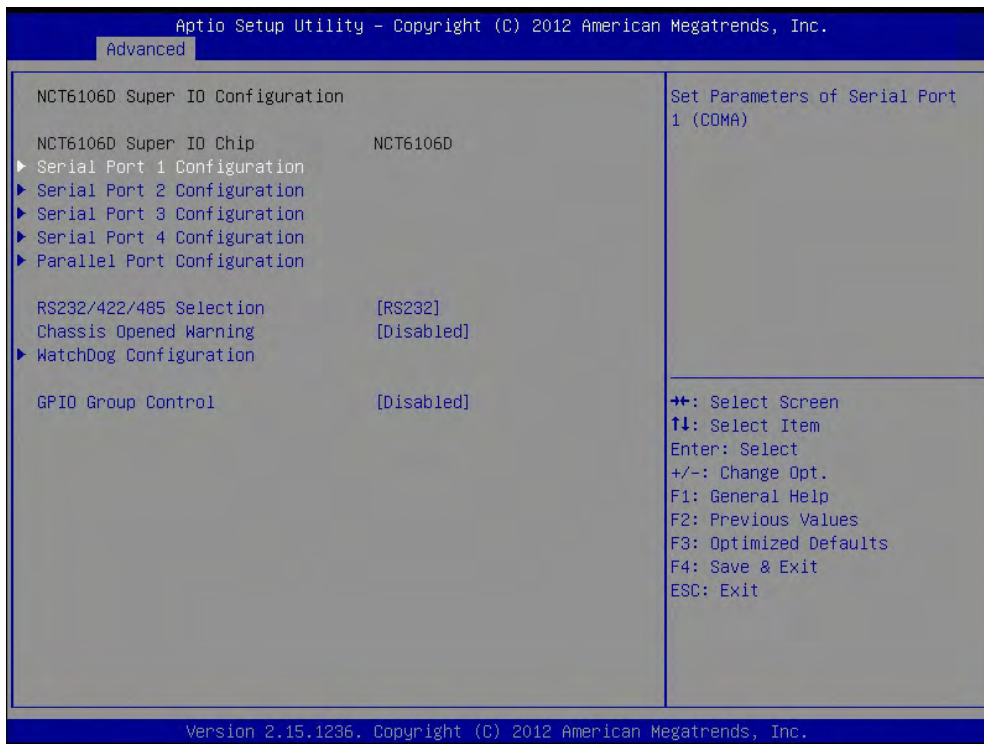 Aptio Setup Utility – Copyright (C) 2012 American Megatrends, Inc.
Advanced
NCT6106D Super IO Configuration
NCT6106D Super IO Chip NCT6106D
▶ Serial Port 1 Configuration
▶ Serial Port 2 Configuration
▶ Serial Port 3 Configuration
▶ Serial Port 4 Configuration
▶ Parallel Port Configuration
RS232/422/485 Selection [RS232]
Chassis Opened Warning [Disabled]
▶ WatchDog Configuration
GPIO Group Control [Disabled]
Set Parameters of Serial Port
1 (COMA)
→←: Select Screen
↑↓: Select Item
Enter: Select
+/-: Change Opt.
F1: General Help
F2: Previous Values
F3: Optimized Defaults
F4: Save & Exit
ESC: Exit
Version 2.15.1236. Copyright (C) 2012 American Megatrends, Inc.